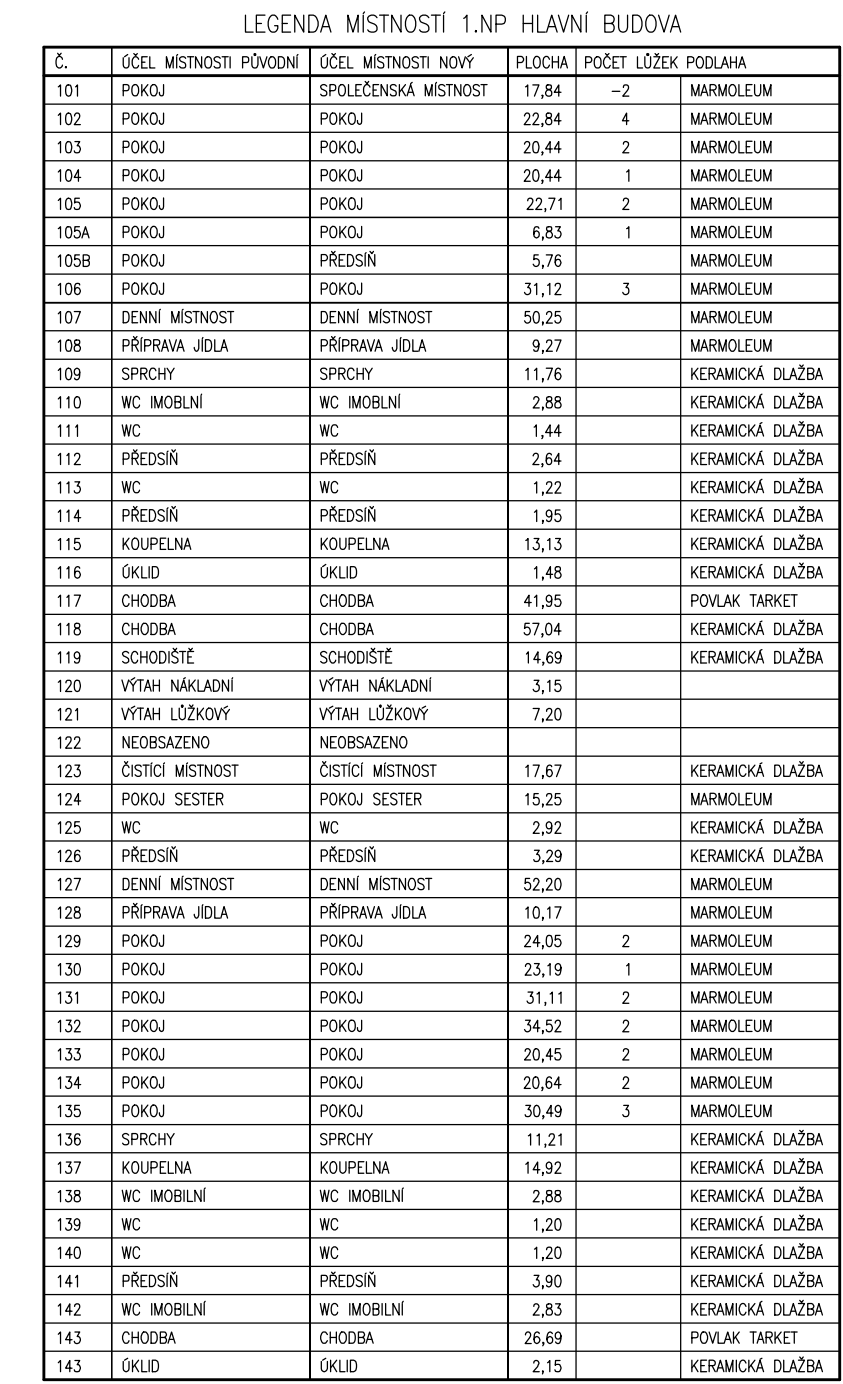 LEGENDA MÍSTNOSTÍ 1.NP HLAVNÍ BUDOVA
Č. ÚČEL MÍSTNOSTI PŮVODNÍ ÚČEL MÍSTNOSTI NOVÝ PLOCHA POČET LŮŽEK PODLAHA
101 POKOJ SPOLEČENSKÁ MÍSTNOST 17,84 −2 MARMOLEUM
102 POKOJ POKOJ 22,84 4 MARMOLEUM
103 POKOJ POKOJ 20,44 2 MARMOLEUM
104 POKOJ POKOJ 20,44 1 MARMOLEUM
105 POKOJ POKOJ 22,71 2 MARMOLEUM
105A POKOJ POKOJ 6,83 1 MARMOLEUM
105B POKOJ PŘEDSÍŇ 5,76 MARMOLEUM
106 POKOJ POKOJ 31,12 3 MARMOLEUM
107 DENNÍ MÍSTNOST DENNÍ MÍSTNOST 50,25 MARMOLEUM
108 PŘÍPRAVA JÍDLA PŘÍPRAVA JÍDLA 9,27 MARMOLEUM
109 SPRCHY SPRCHY 11,76 KERAMICKÁ DLAŽBA
110 WC IMOBLNÍ WC IMOBLNÍ 2,88 KERAMICKÁ DLAŽBA
111 WC WC 1,44 KERAMICKÁ DLAŽBA
112 PŘEDSÍŇ PŘEDSÍŇ 2,64 KERAMICKÁ DLAŽBA
113 WC WC 1,22 KERAMICKÁ DLAŽBA
114 PŘEDSÍŇ PŘEDSÍŇ 1,95 KERAMICKÁ DLAŽBA
115 KOUPELNA KOUPELNA 13,13 KERAMICKÁ DLAŽBA
116 ÚKLID ÚKLID 1,48 KERAMICKÁ DLAŽBA
117 CHODBA CHODBA 41,95 POVLAK TARKET
118 CHODBA CHODBA 57,04 KERAMICKÁ DLAŽBA
119 SCHODIŠTĚ SCHODIŠTĚ 14,69 KERAMICKÁ DLAŽBA
120 VÝTAH NÁKLADNÍ VÝTAH NÁKLADNÍ 3,15
121 VÝTAH LŮŽKOVÝ VÝTAH LŮŽKOVÝ 7,20
122 NEOBSAZENO NEOBSAZENO
123 ČISTÍCÍ MÍSTNOST ČISTÍCÍ MÍSTNOST 17,67 KERAMICKÁ DLAŽBA
124 POKOJ SESTER POKOJ SESTER 15,25 MARMOLEUM
125 WC WC 2,92 KERAMICKÁ DLAŽBA
126 PŘEDSÍŇ PŘEDSÍŇ 3,29 KERAMICKÁ DLAŽBA
127 DENNÍ MÍSTNOST DENNÍ MÍSTNOST 52,20 MARMOLEUM
128 PŘÍPRAVA JÍDLA PŘÍPRAVA JÍDLA 10,17 MARMOLEUM
129 POKOJ POKOJ 24,05 2 MARMOLEUM
130 POKOJ POKOJ 23,19 1 MARMOLEUM
131 POKOJ POKOJ 31,11 2 MARMOLEUM
132 POKOJ POKOJ 34,52 2 MARMOLEUM
133 POKOJ POKOJ 20,45 2 MARMOLEUM
134 POKOJ POKOJ 20,64 2 MARMOLEUM
135 POKOJ POKOJ 30,49 3 MARMOLEUM
136 SPRCHY SPRCHY 11,21 KERAMICKÁ DLAŽBA
137 KOUPELNA KOUPELNA 14,92 KERAMICKÁ DLAŽBA
138 WC IMOBILNÍ WC IMOBILNÍ 2,88 KERAMICKÁ DLAŽBA
139 WC WC 1,20 KERAMICKÁ DLAŽBA
140 WC WC 1,20 KERAMICKÁ DLAŽBA
141 PŘEDSÍŇ PŘEDSÍŇ 3,90 KERAMICKÁ DLAŽBA
142 WC IMOBILNÍ WC IMOBILNÍ 2,83 KERAMICKÁ DLAŽBA
143 CHODBA CHODBA 26,69 POVLAK TARKET
143 ÚKLID ÚKLID 2,15 KERAMICKÁ DLAŽBA